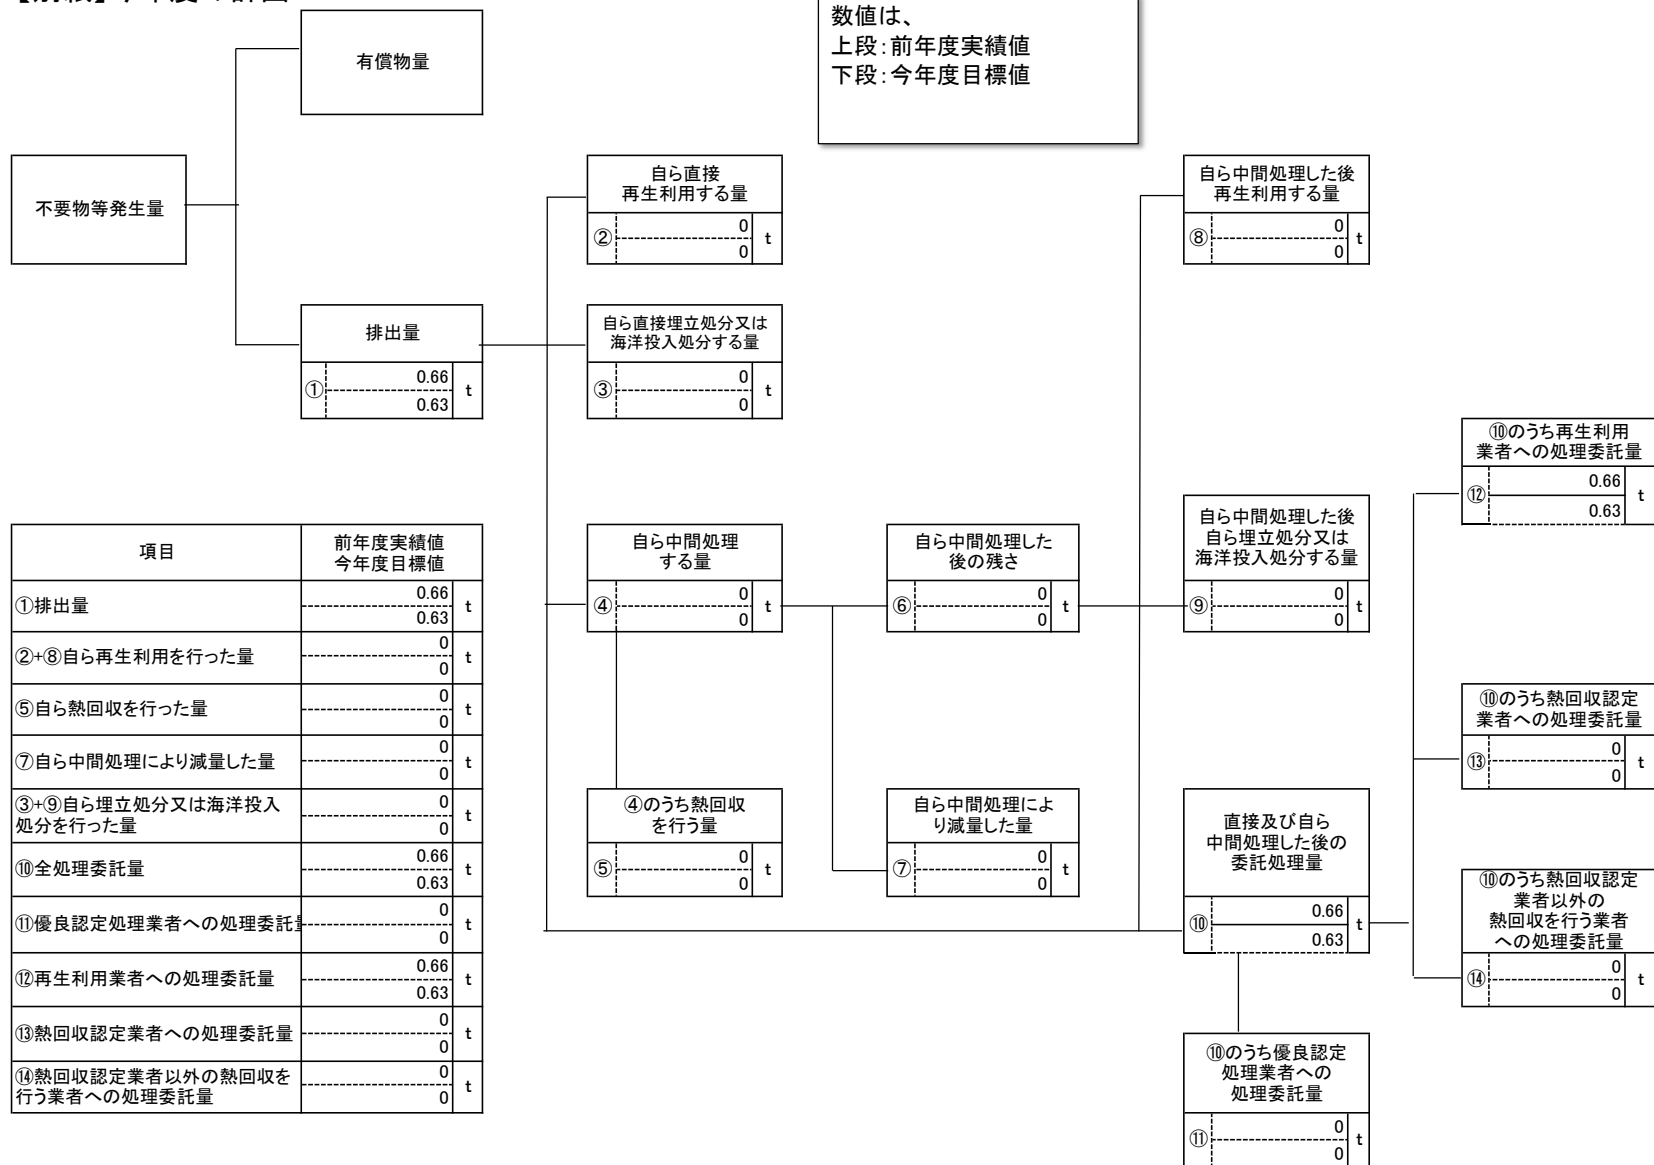 数値は、
上段：前年度実績値
下段：今年度目標値
有償物量
不要物等発生量
自ら直接
再生利用する量
②
0
0
t
自ら中間処理した後
再生利用する量
⑧
0
0
t
排出量
①
0.66
0.63
t
自ら直接埋立処分又は
海洋投入処分する量
③
0
0
t
⑩のうち再生利用
業者への処理委託量
⑫
0.66
0.63
t
自ら中間処理
する量
④
0
0
t
自ら中間処理した
後の残さ
⑥
0
0
t
自ら中間処理した後
自ら埋立処分又は
海洋投入処分する量
⑨
0
0
t
⑩のうち熱回収認定
業者への処理委託量
⑬
0
0
t
④のうち熱回収
を行う量
⑤
0
0
t
自ら中間処理によ
り減量した量
⑦
0
0
t
直接及び自ら
中間処理した後の
委託処理量
⑩
0.66
0.63
t
⑩のうち熱回収認定
業者以外の
熱回収を行う業者
への処理委託量
⑭
0
0
t
⑩のうち優良認定
処理業者への
処理委託量
⑪
0
0
t
項目
前年度実績値
今年度目標値
①排出量
0.66
0.63
t
②+⑧自ら再生利用を行った量
0
0
t
⑤自ら熱回収を行った量
0
0
t
⑦自ら中間処理により減量した量
0
0
t
③+⑨自ら埋立処分又は海洋投入
処分を行った量
0
0
t
⑩全処理委託量
0.66
0.63
t
⑪優良認定処理業者への処理委託
0
0
t
⑫再生利用業者への処理委託量
0.66
0.63
t
⑬熱回収認定業者への処理委託量
0
0
t
⑭熱回収認定業者以外の熱回収を
行う業者への処理委託量
0
0
t